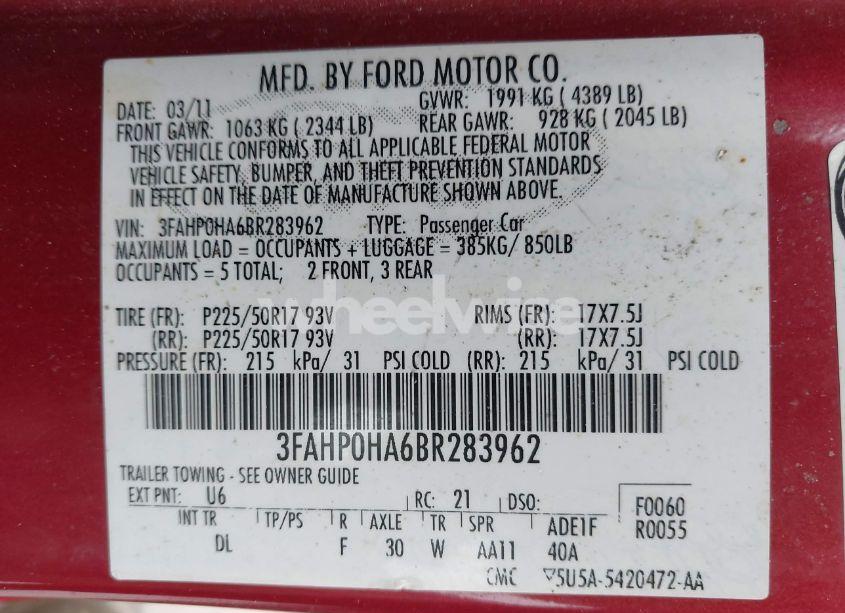 MFD. BY FORD MOTOR CO.
DATE: 03/11 GVWR: 1991 KG ( 4389 LB)
FRONT GAWR: 1063 KG ( 2344 LB) REAR GAWR: 928 KG ( 2045 LB)
THIS VEHICLE CONFORMS TO ALL APPLICABLE FEDERAL MOTOR
VEHICLE SAFETY, BUMPER, AND THEFT PREVENTION STANDARDS
IN EFFECT ON THE DATE OF MANUFACTURE SHOWN ABOVE.
VIN: 3FAHP0HA6BR283962 TYPE: Passenger Car
MAXIMUM LOAD = OCCUPANTS + LUGGAGE = 385KG/ 850LB
OCCUPANTS = 5 TOTAL; 2 FRONT, 3 REAR
wheelwire
TIRE (FR): P225/50R17 93V RIMS (FR): 17X7.5J
(RR): P225/50R17 93V (RR): 17X7.5J
PRESSURE (FR): 215 kPa/ 31 PSI COLD (RR): 215 kPa/ 31 PSI COLD
3FAHP0HA6BR283962
TRAILER TOWING - SEE OWNER GUIDE
EXT PNT: U6 RC: 21 DSO: F0060
INT TR TP/PS R AXLE TR SPR ADE1F R0055
DL F 30 W AA11 40A
CMC ▽5U5A-5420472-AA